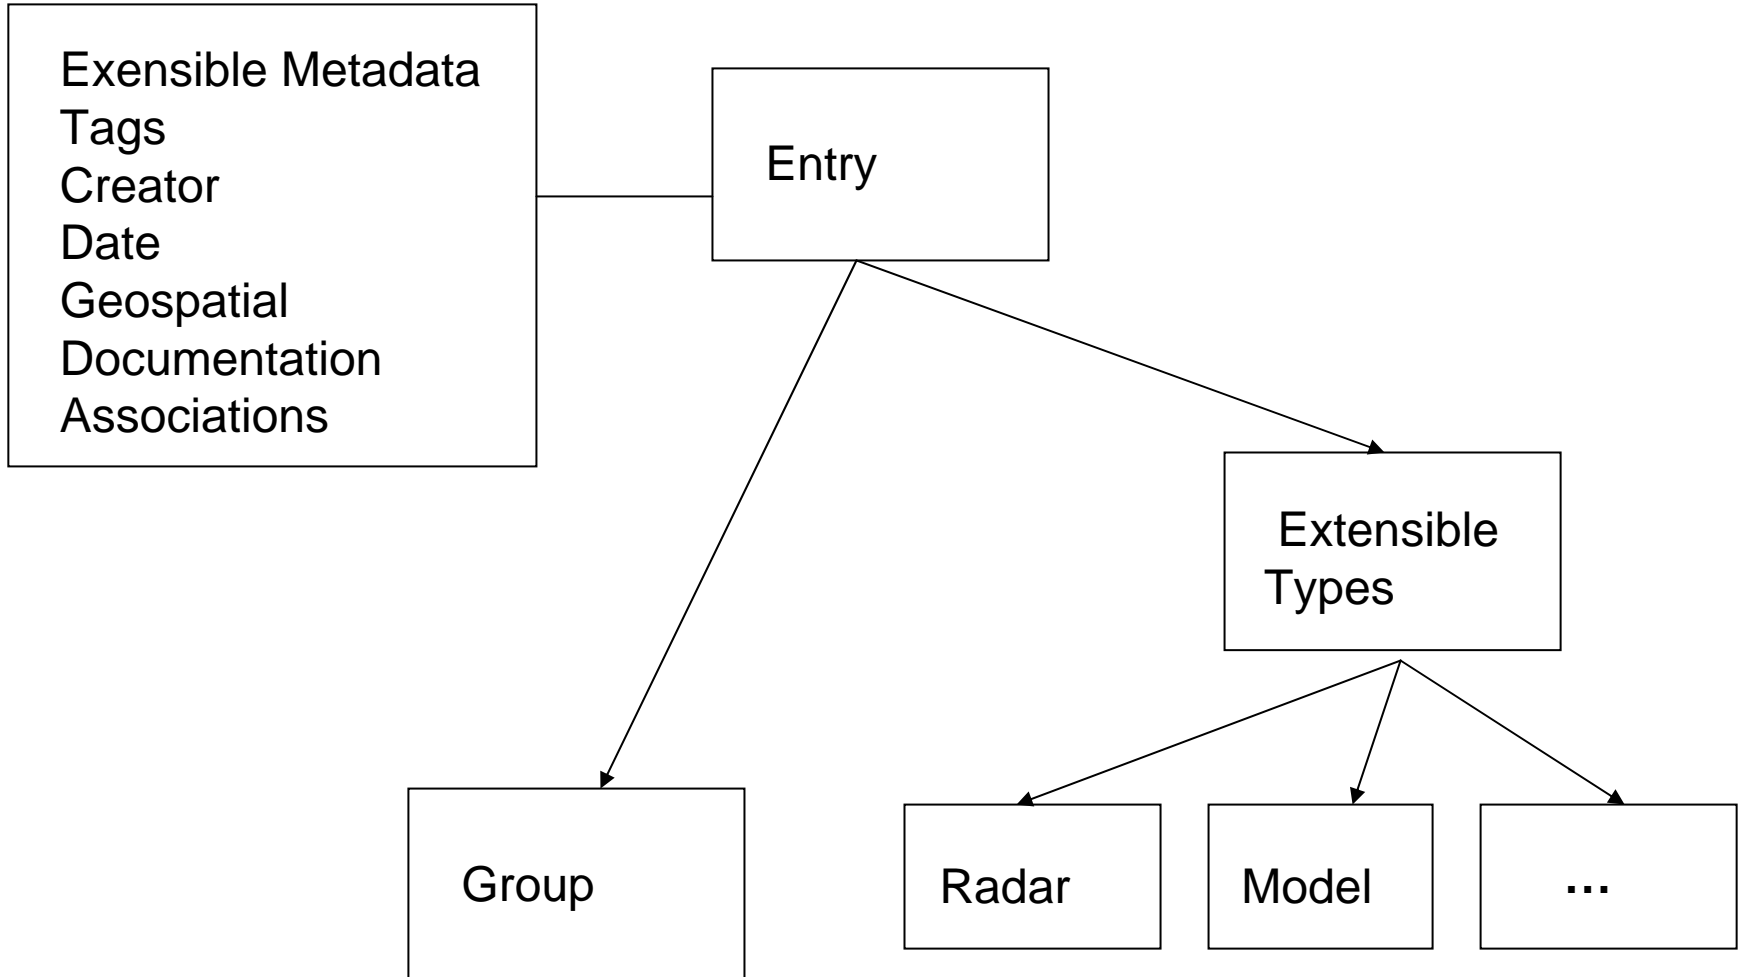 Exensible Metadata
Tags
Creator
Date
Geospatial
Documentation
Associations
Entry
Extensible
Types
Group
Radar
Model
...